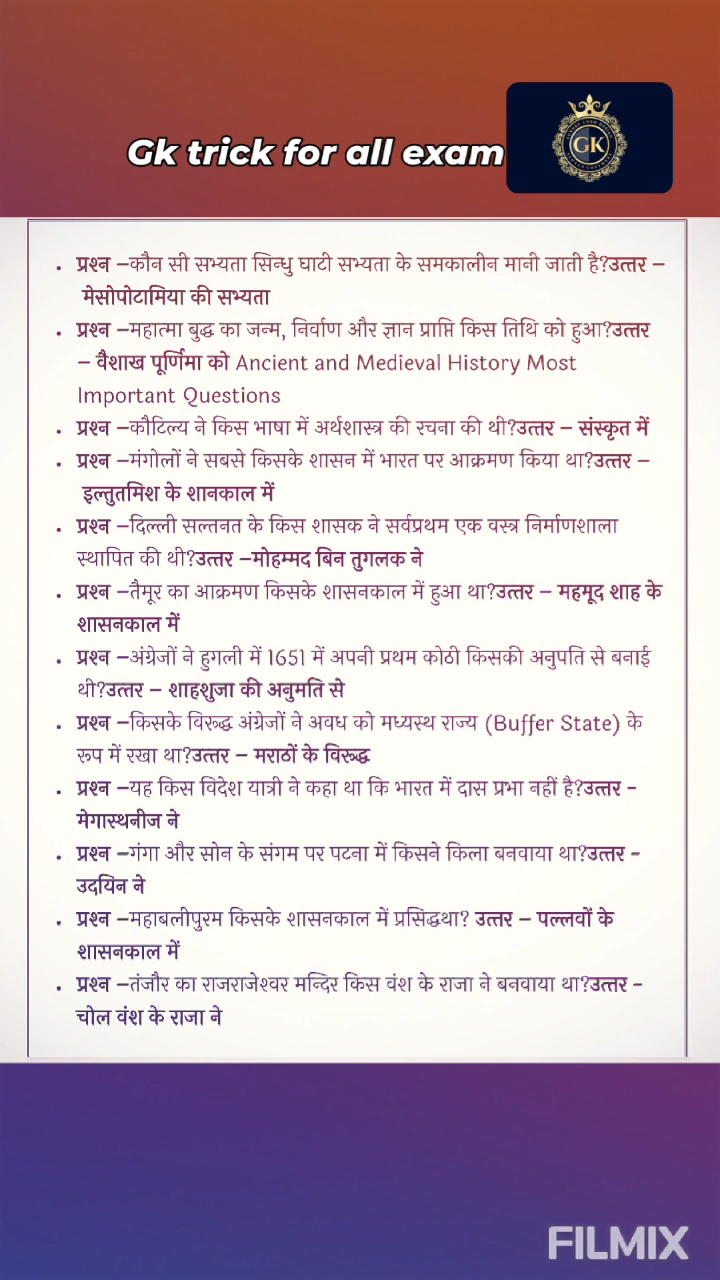 Gk trick for all exam
GK
• प्रश्न –कौन सी सभ्यता सिन्धु घाटी सभ्यता के समकालीन मानी जाती है?उत्तर –
मेसोपोटामिया की सभ्यता
• प्रश्न –महात्मा बुद्ध का जन्म, निर्वाण और ज्ञान प्राप्ति किस तिथि को हुआ?उत्तर
– वैशाख पूर्णिमा को Ancient and Medieval History Most
Important Questions
• प्रश्न –कौटिल्य ने किस भाषा में अर्थशास्त्र की रचना की थी?उत्तर – संस्कृत में
• प्रश्न –मंगोलों ने सबसे किसके शासन में भारत पर आक्रमण किया था?उत्तर –
इल्तुतमिश के शानकाल में
• प्रश्न –दिल्ली सल्तनत के किस शासक ने सर्वप्रथम एक वस्त्र निर्माणशाला
स्थापित की थी?उत्तर –मोहम्मद बिन तुगलक ने
• प्रश्न –तैमूर का आक्रमण किसके शासनकाल में हुआ था?उत्तर – महमूद शाह के
शासनकाल में
• प्रश्न –अंग्रेजों ने हुगली में 1651 में अपनी प्रथम कोठी किसकी अनुपति से बनाई
थी?उत्तर – शाहशुजा की अनुमति से
• प्रश्न –किसके विरूद्ध अंग्रेजों ने अवध को मध्यस्थ राज्य (Buffer State) के
रूप में रखा था?उत्तर – मराठों के विरूद्ध
• प्रश्न –यह किस विदेश यात्री ने कहा था कि भारत में दास प्रभा नहीं है?उत्तर –
मेगास्थनीज ने
• प्रश्न –गंगा और सोन के संगम पर पटना में किसने किला बनवाया था?उत्तर –
उदयिन ने
• प्रश्न –महाबलीपुरम किसके शासनकाल में प्रसिद्धथा? उत्तर – पल्लवों के
शासनकाल में
• प्रश्न –तंजौर का राजराजेश्वर मन्दिर किस वंश के राजा ने बनवाया था?उत्तर –
चोल वंश के राजा ने
FILMIX